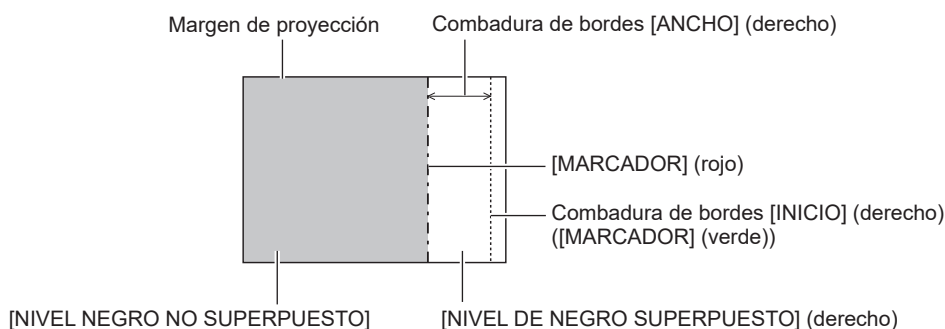 Margen de proyección
Combadura de bordes [ANCHO] (derecho)
[MARCADOR] (rojo)
Combadura de bordes [INICIO] (derecho)
([MARCADOR] (verde))
[NIVEL NEGRO NO SUPERPUESTO]
[NIVEL DE NEGRO SUPERPUESTO] (derecho)